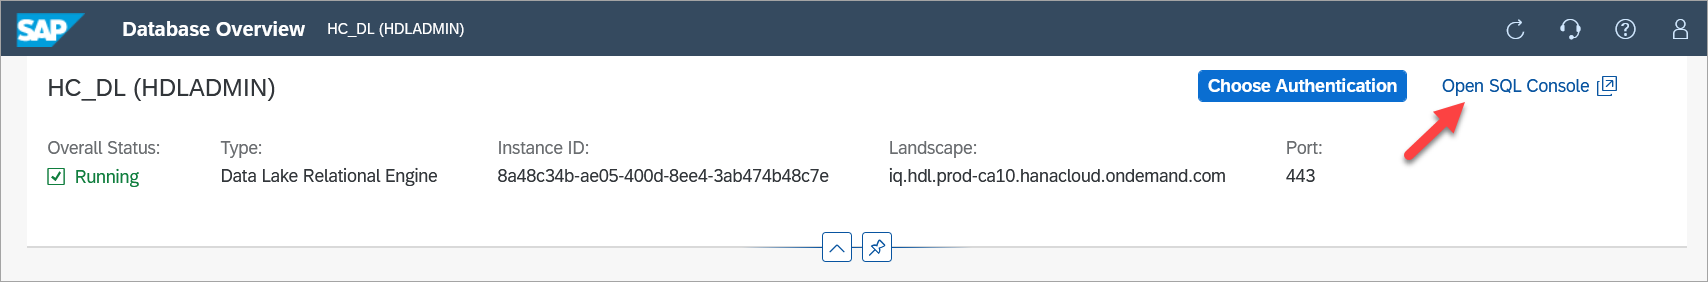 SAP Database Overview HC_DL (HDLADMIN)
HC_DL (HDLADMIN) Choose Authentication Open SQL Console
Overall Status: Type: Instance ID: Landscape: Port:
Running Data Lake Relational Engine 8a48c34b-ae05-400d-8ee4-3ab474b48c7e iq.hdl.prod-ca10.hanacloud.ondemand.com 443